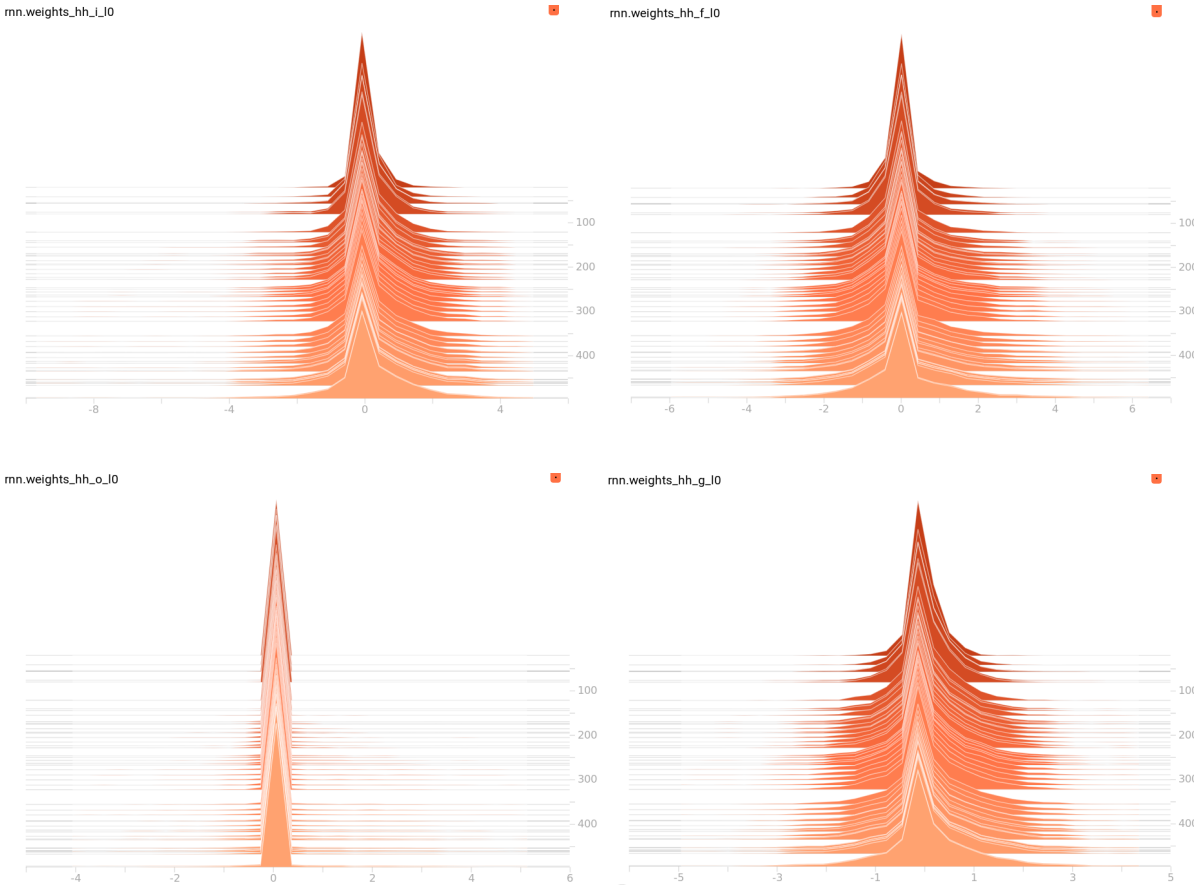 rnn.weights_hh_i_l0
rnn.weights_hh_f_l0
100
200
300
400
-8 -4 0 4
100
200
300
400
-6 -4 -2 0 2 4 6
rnn.weights_hh_o_l0
rnn.weights_hh_g_l0
100
200
300
400
-4 -2 0 2 4 6
100
200
300
400
-5 -3 -1 1 3 5